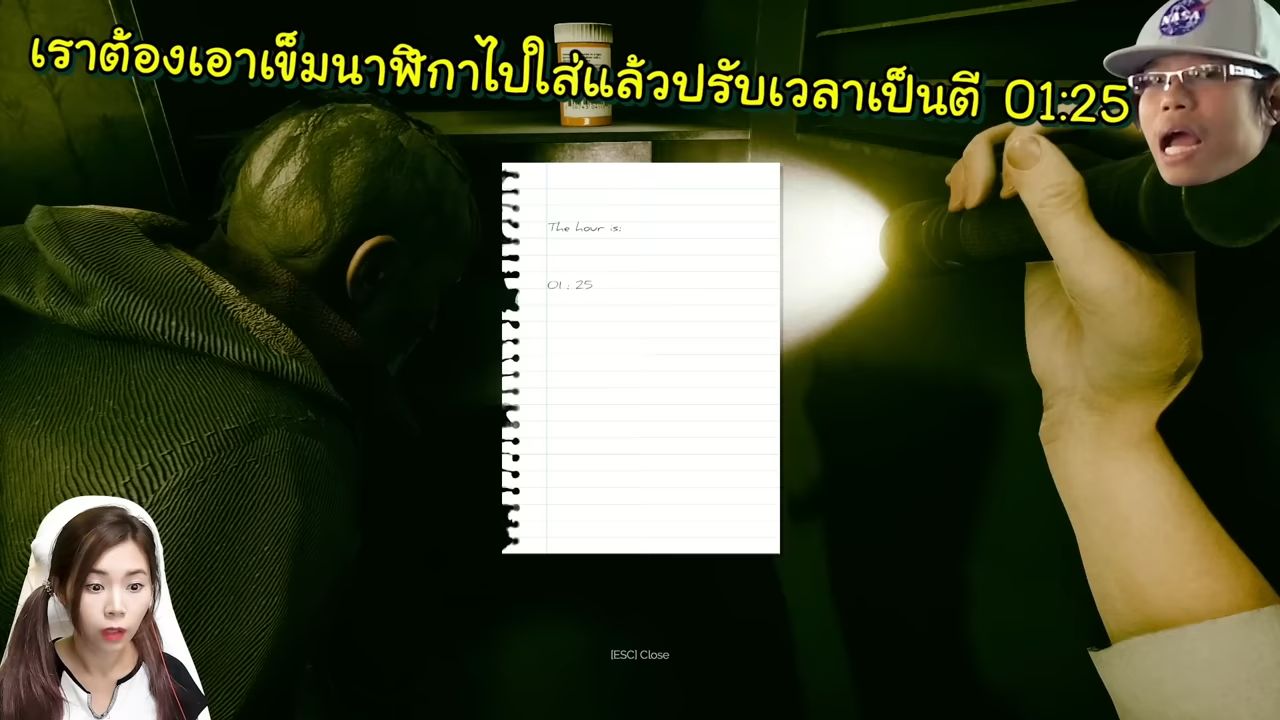 เราต้องเอาเข็มนาฬิกาไปใส่แล้วปรับเวลาเป็นตี 01:25
NASA
The hour is:
01 : 25
[ESC] Close